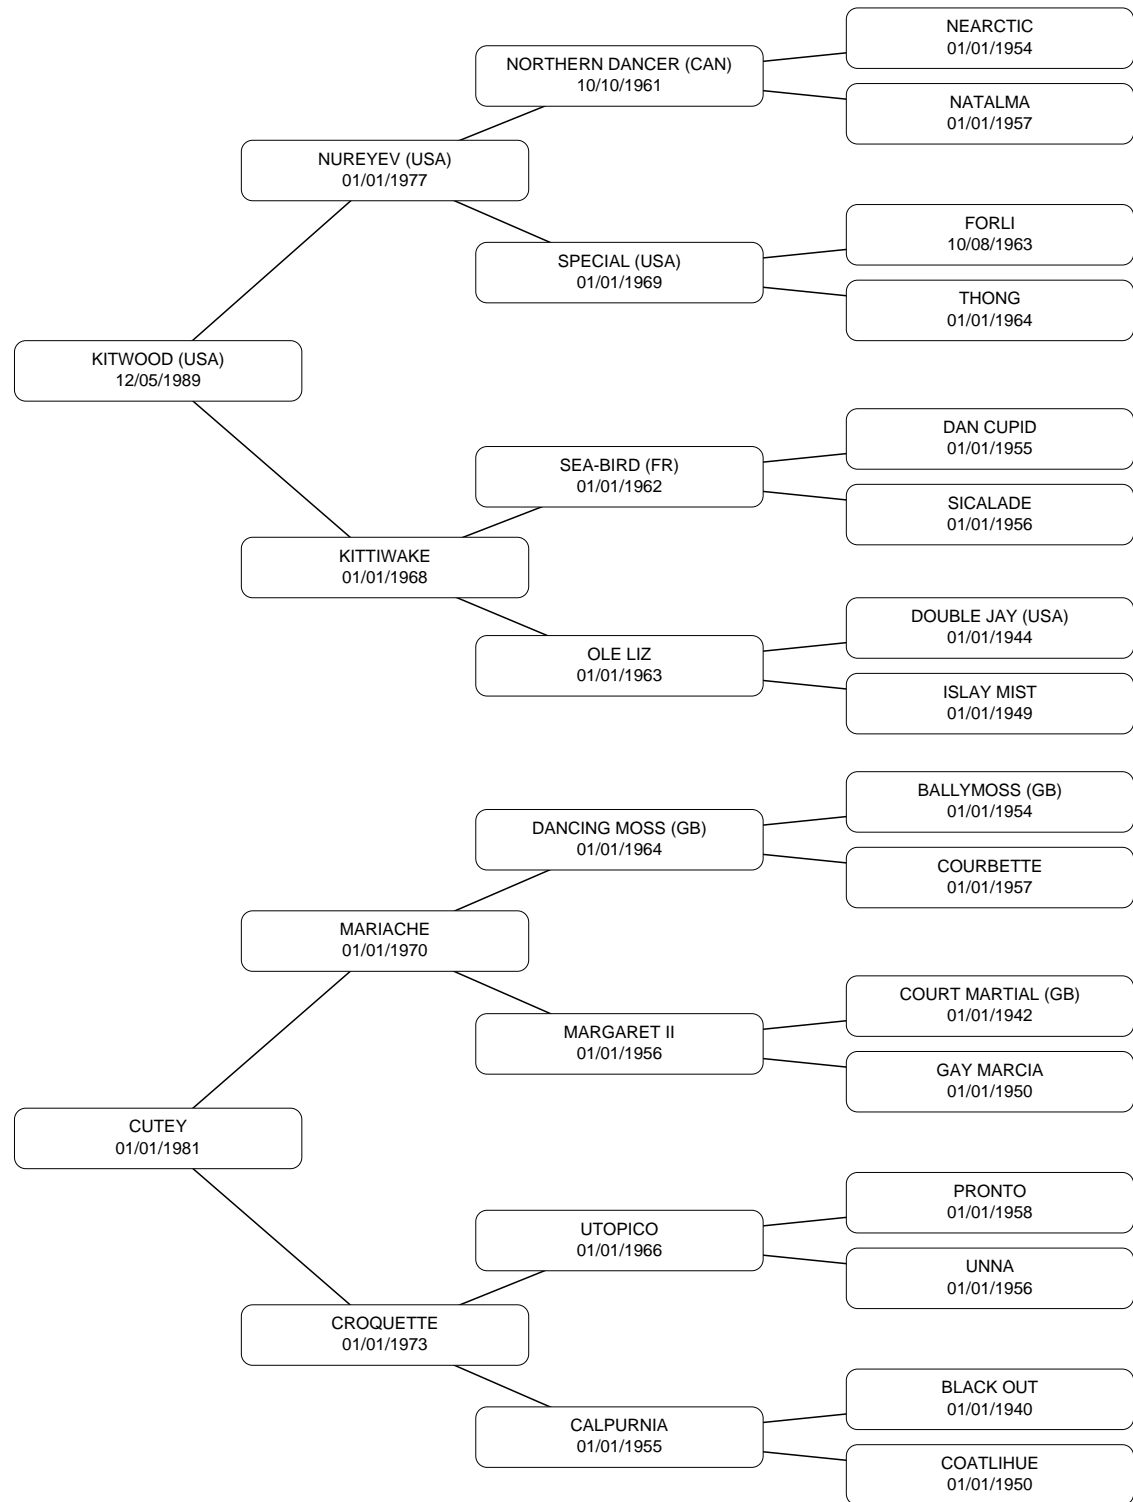 NEARCTIC
01/01/1954
NORTHERN DANCER (CAN)
10/10/1961
NATALMA
01/01/1957
NUREYEV (USA)
01/01/1977
FORLI
10/08/1963
SPECIAL (USA)
01/01/1969
THONG
01/01/1964
KITWOOD (USA)
12/05/1989
DAN CUPID
01/01/1955
SEA-BIRD (FR)
01/01/1962
SICALADE
01/01/1956
KITTIWAKE
01/01/1968
DOUBLE JAY (USA)
01/01/1944
OLE LIZ
01/01/1963
ISLAY MIST
01/01/1949
BALLYMOSS (GB)
01/01/1954
DANCING MOSS (GB)
01/01/1964
COURBETTE
01/01/1957
MARIACHE
01/01/1970
COURT MARTIAL (GB)
01/01/1942
MARGARET II
01/01/1956
GAY MARCIA
01/01/1950
CUTEY
01/01/1981
PRONTO
01/01/1958
UTOPICO
01/01/1966
UNNA
01/01/1956
CROQUETTE
01/01/1973
BLACK OUT
01/01/1940
CALPURNIA
01/01/1955
COATLIHUE
01/01/1950